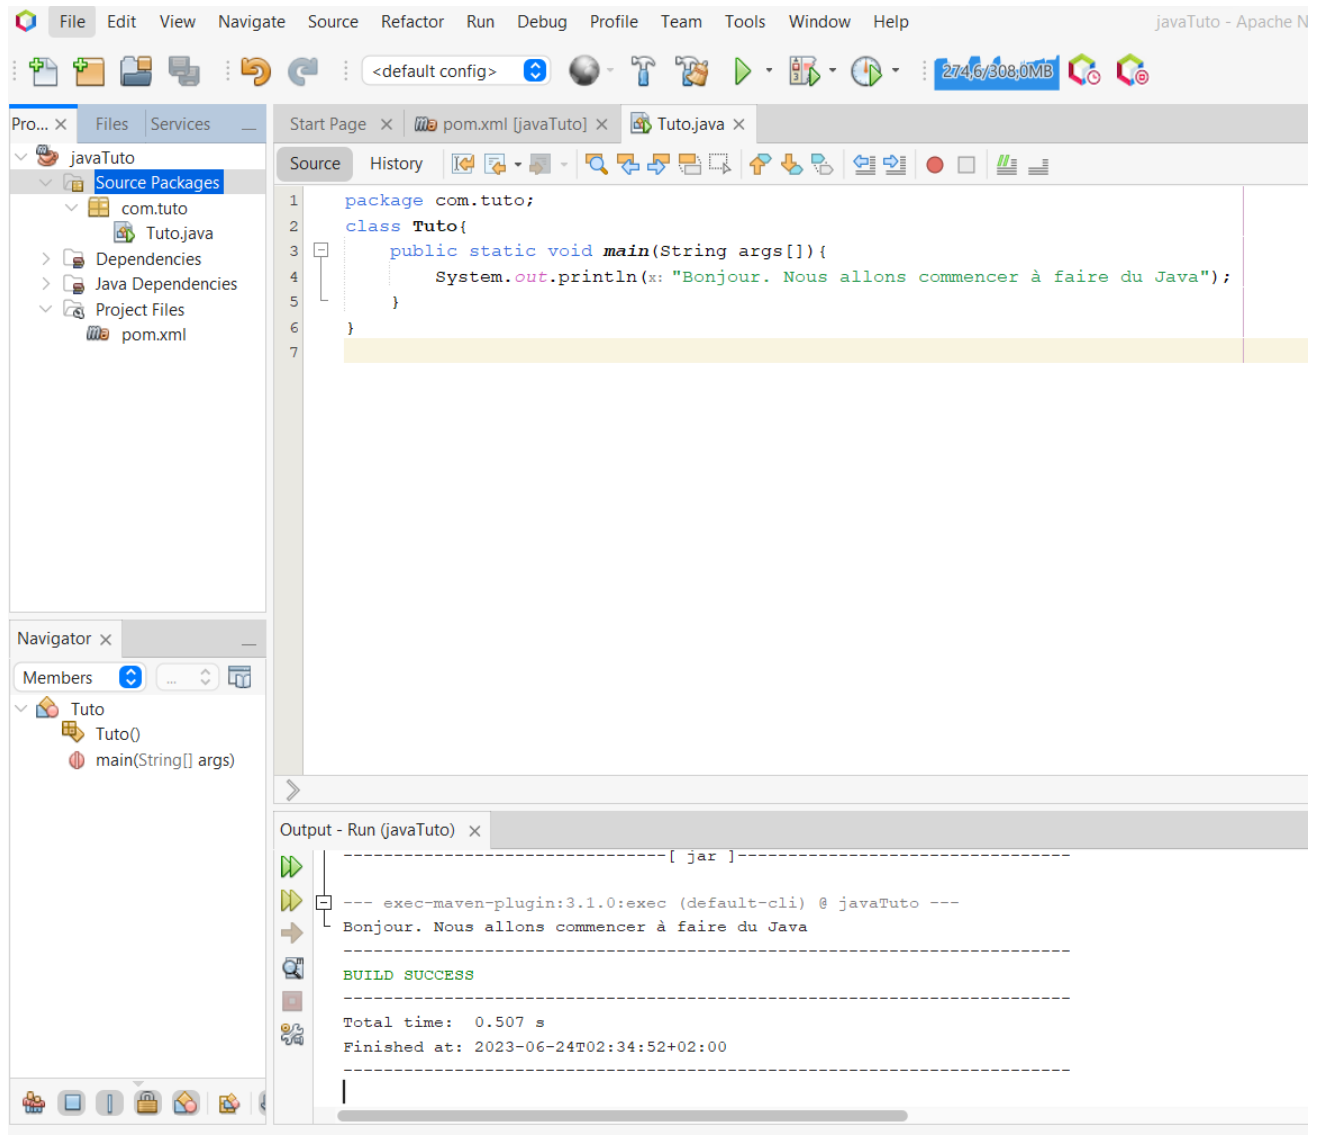 File Edit View Navigate Source Refactor Run Debug Profile Team Tools Window Help javaTuto - Apache N
<default config> 274,6/308,0MB
Pro... Files Services
Start Page pom.xml [javaTuto] Tuto.java
javaTuto
Source Packages
com.tuto
Tuto.java
Dependencies
Java Dependencies
Project Files
pom.xml
Source History
1 package com.tuto;
2 class Tuto{
3 public static void main(String args[]){
4 System.out.println(x: "Bonjour. Nous allons commencer à faire du Java");
5 }
6 }
7
Navigator
Members ...
Tuto
Tuto()
main(String[] args)
Output - Run (javaTuto)
--------------------------------[ jar ]---------------------------------
--- exec-maven-plugin:3.1.0:exec (default-cli) @ javaTuto ---
Bonjour. Nous allons commencer à faire du Java
------------------------------------------------------------------------
BUILD SUCCESS
------------------------------------------------------------------------
Total time: 0.507 s
Finished at: 2023-06-24T02:34:52+02:00
------------------------------------------------------------------------